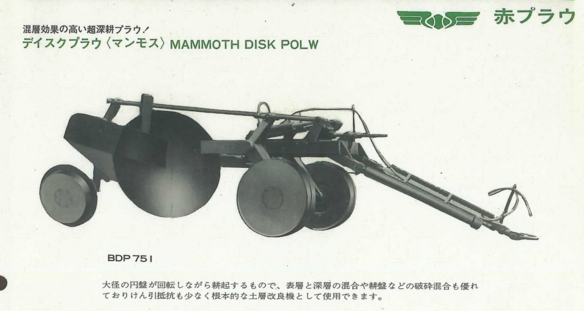 混層効果の高い超深耕プラウ！
デイスクプラウ〈マンモス〉MAMMOTH DISK POLW
赤プラウ
BDP751
大径の円盤が回転しながら耕起するもので、表層と深層の混合や耕盤などの破砕混合も優れ
ておりけん引抵抗も少なく根本的な土層改良機として使用できます。